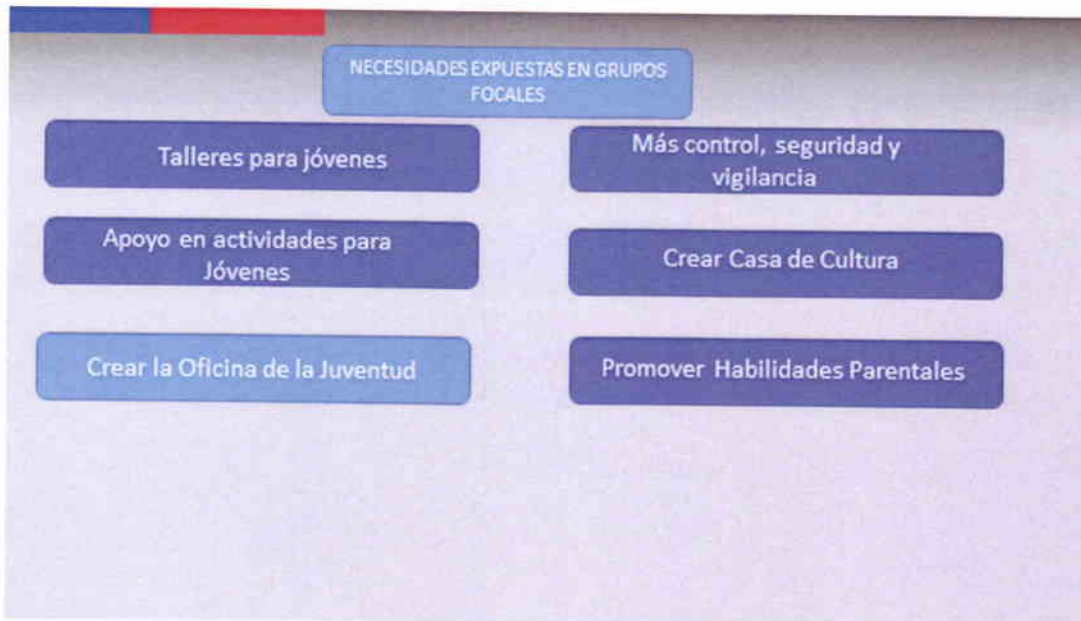 NECESIDADES EXPUESTAS EN GRUPOS
FOCALES
Talleres para jóvenes
Más control, seguridad y
vigilancia
Apoyo en actividades para
Jóvenes
Crear Casa de Cultura
Crear la Oficina de la Juventud
Promover Habilidades Parentales